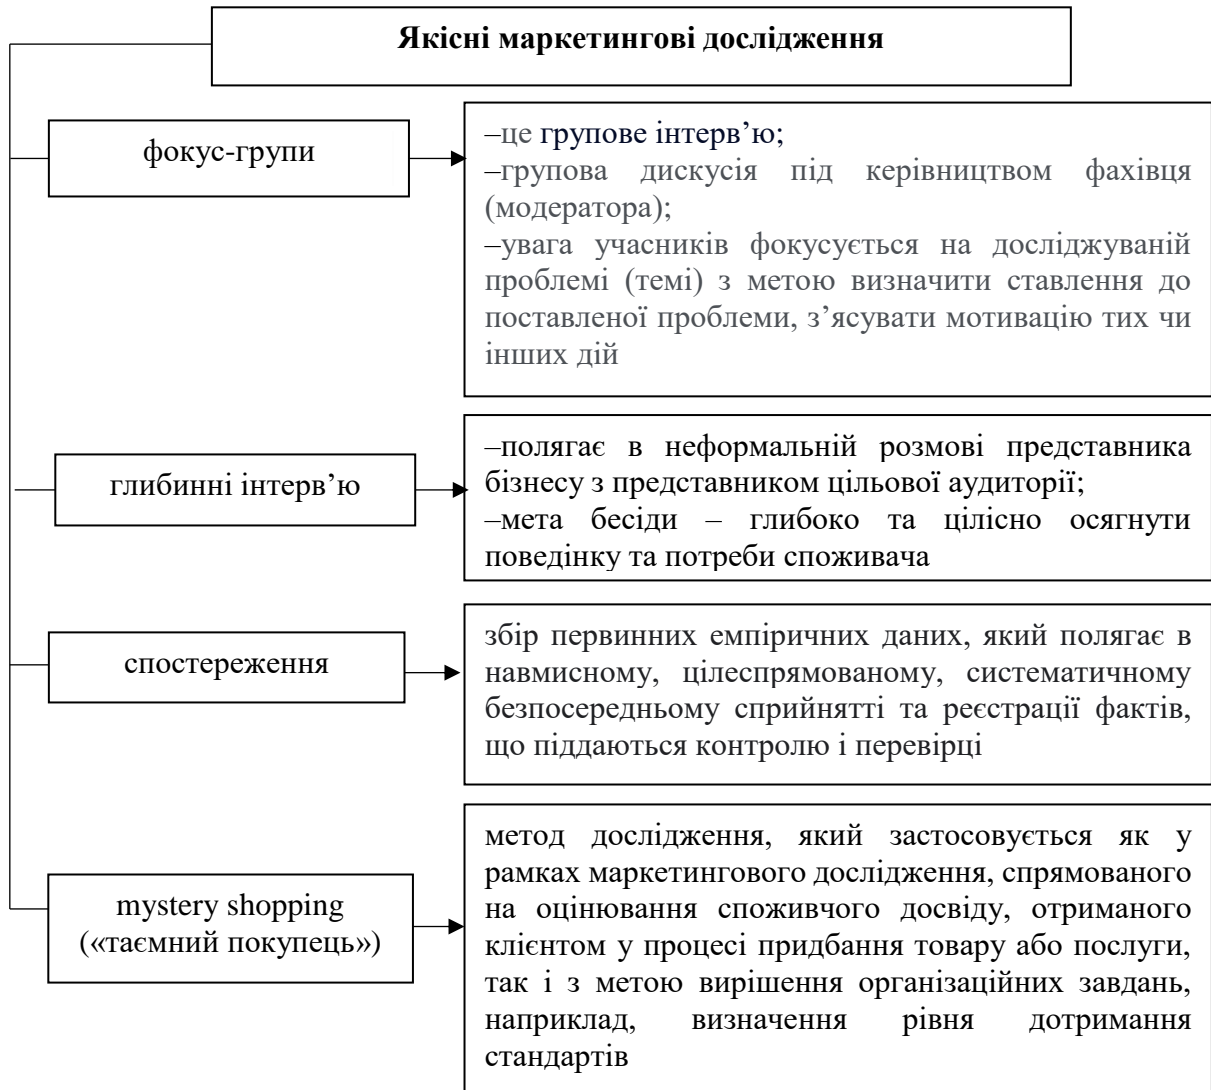 Якісні маркетингові дослідження
фокус-групи
–це групове інтерв’ю;
–групова дискусія під керівництвом фахівця
(модератора);
–увага учасників фокусується на досліджуваній
проблемі (темі) з метою визначити ставлення до
поставленої проблеми, з’ясувати мотивацію тих чи
інших дій
глибинні інтерв’ю
–полягає в неформальній розмові представника
бізнесу з представником цільової аудиторії;
–мета бесіди – глибоко та цілісно осягнути
поведінку та потреби споживача
спостереження
збір первинних емпіричних даних, який полягає в
навмисному, цілеспрямованому, систематичному
безпосередньому сприйнятті та реєстрації фактів,
що піддаються контролю і перевірці
mystery shopping
(«таємний покупець»)
метод дослідження, який застосовується як у
рамках маркетингового дослідження, спрямованого
на оцінювання споживчого досвіду, отриманого
клієнтом у процесі придбання товару або послуги,
так і з метою вирішення організаційних завдань,
наприклад, визначення рівня дотримання
стандартів